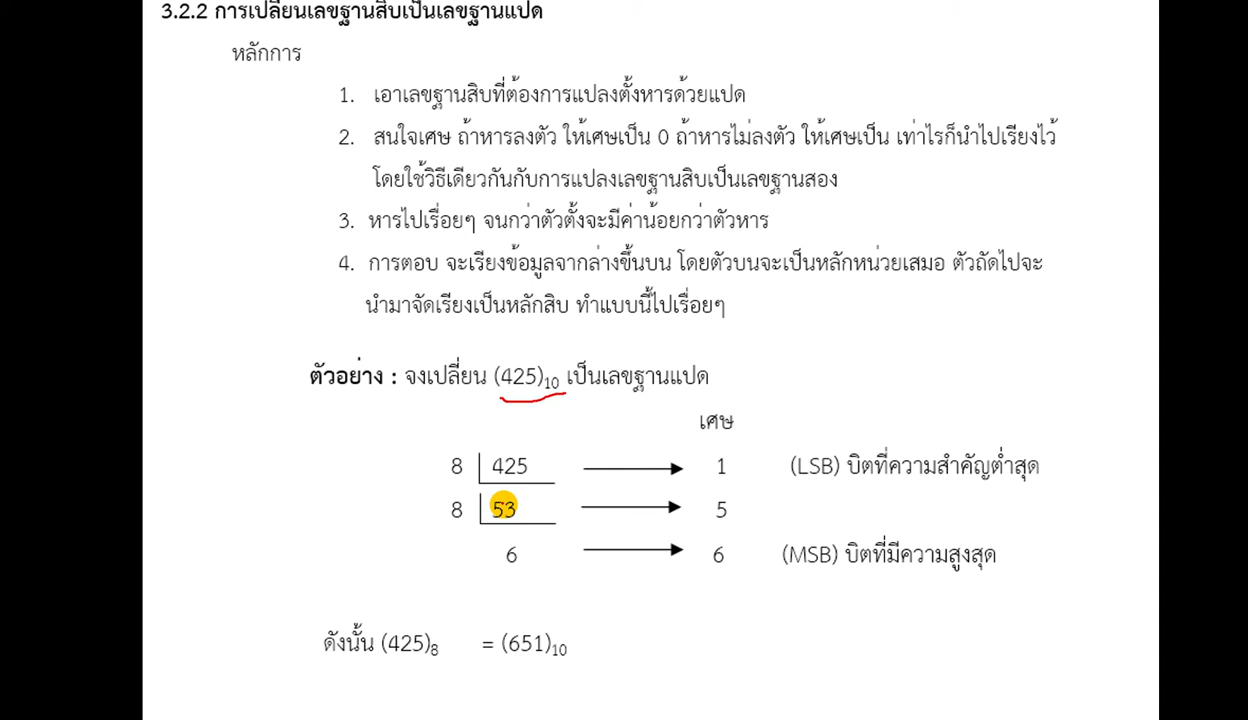 3.2.2 การเปลี่ยนเลขฐานสิบเป็นเลขฐานแปด
หลักการ
1. เอาเลขฐานสิบที่ต้องการแปลงตั้งหารด้วยแปด
2. สนใจเศษ ถ้าหารลงตัว ให้เศษเป็น 0 ถ้าหารไม่ลงตัว ให้เศษเป็น เท่าไรก็นำไปเรียงไว้
โดยใช้วิธีเดียวกันกับการแปลงเลขฐานสิบเป็นเลขฐานสอง
3. หารไปเรื่อยๆ จนกว่าตัวตั้งจะมีค่าน้อยกว่าตัวหาร
4. การตอบ จะเรียงข้อมูลจากล่างขึ้นบน โดยตัวบนจะเป็นหลักหน่วยเสมอ ตัวถัดไปจะ
นำมาจัดเรียงเป็นหลักสิบ ทำแบบนี้ไปเรื่อยๆ
ตัวอย่าง : จงเปลี่ยน (425)10 เป็นเลขฐานแปด
เศษ
8 425 → 1 (LSB) บิตที่ความสำคัญต่ำสุด
8 53 → 5
6 → 6 (MSB) บิตที่มีความสูงสุด
ดังนั้น (425)8 = (651)10